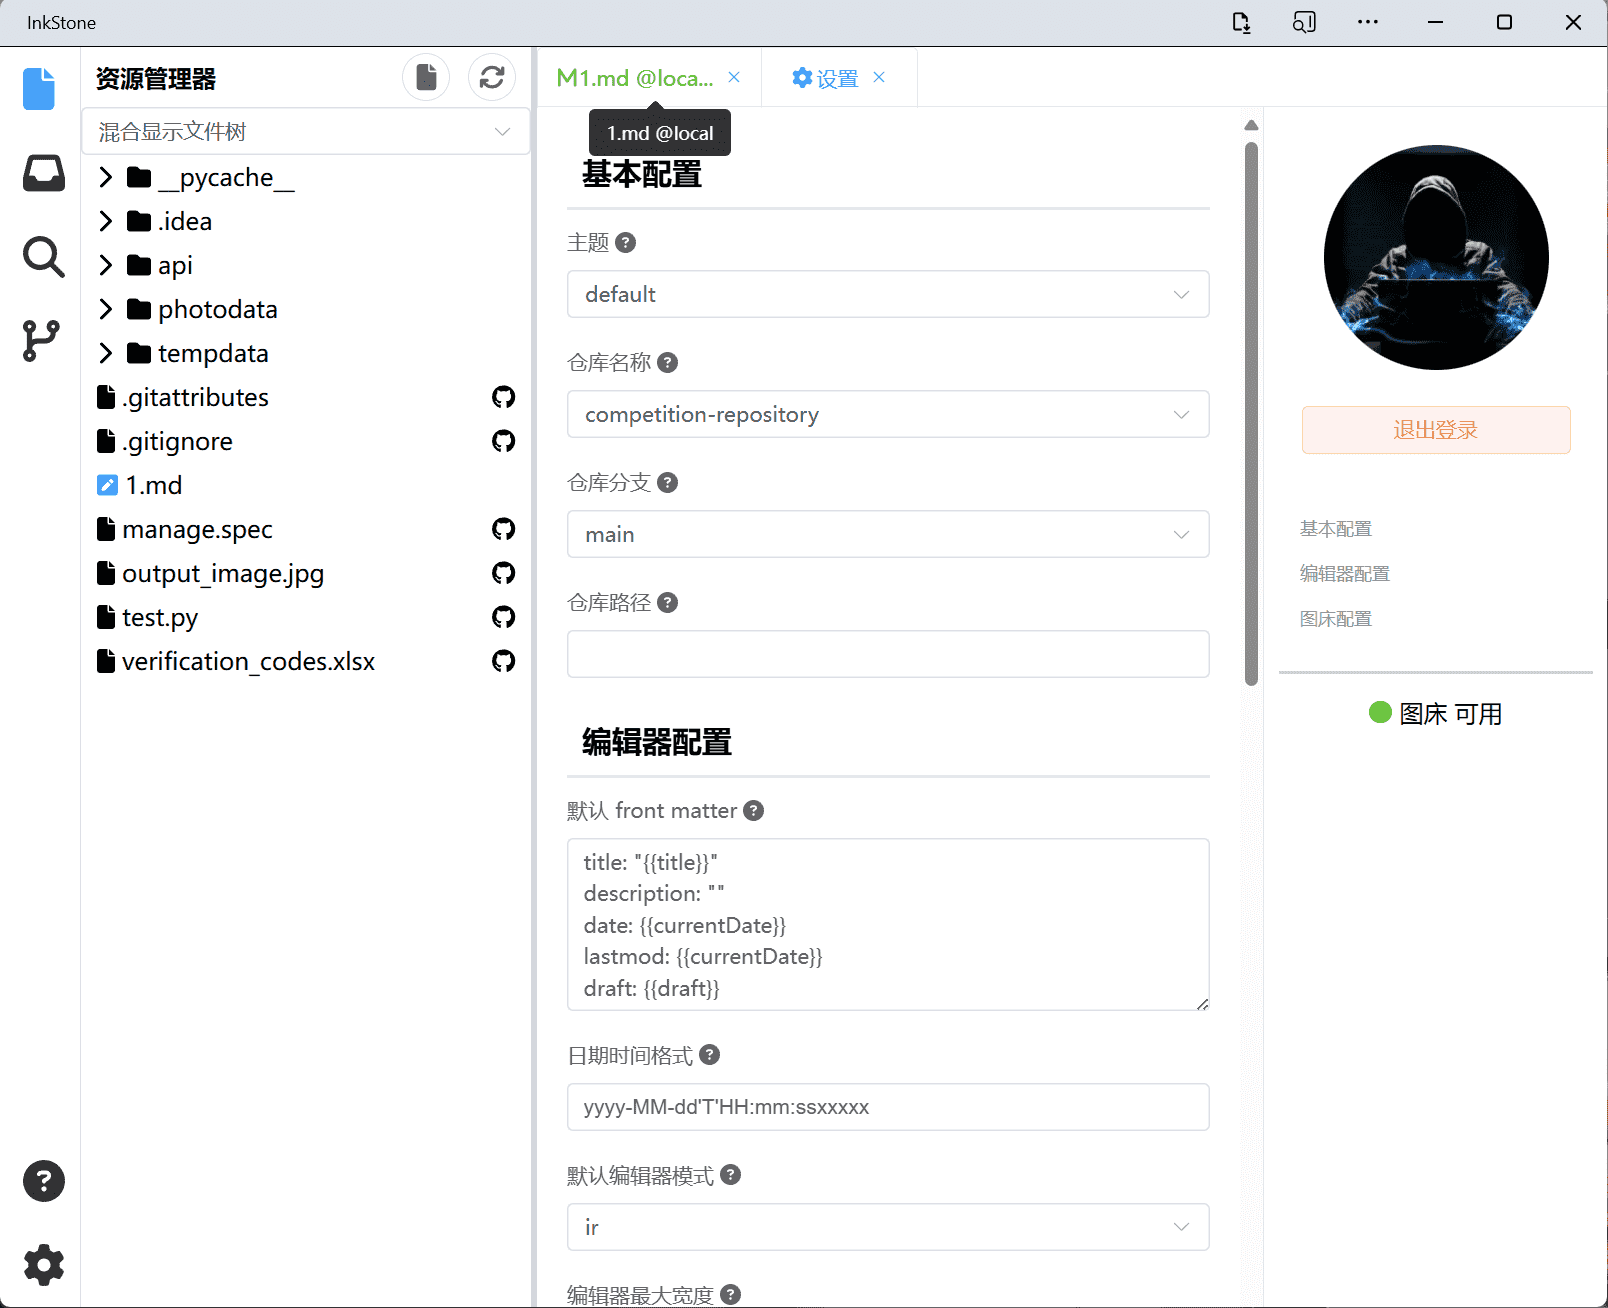 InkStone
资源管理器
混合显示文件树
__pycache__
.idea
api
photodata
tempdata
.gitattributes
.gitignore
1.md
manage.spec
output_image.jpg
test.py
verification_codes.xlsx
M1.md @loca...
设置
1.md @local
基本配置
主题
default
仓库名称
competition-repository
仓库分支
main
仓库路径
编辑器配置
默认 front matter
title: "{{title}}"
description: ""
date: {{currentDate}}
lastmod: {{currentDate}}
draft: {{draft}}
日期时间格式
yyyy-MM-dd'T'HH:mm:ssxxxxx
默认编辑器模式
ir
编辑器最大宽度
退出登录
基本配置
编辑器配置
图床配置
图床 可用